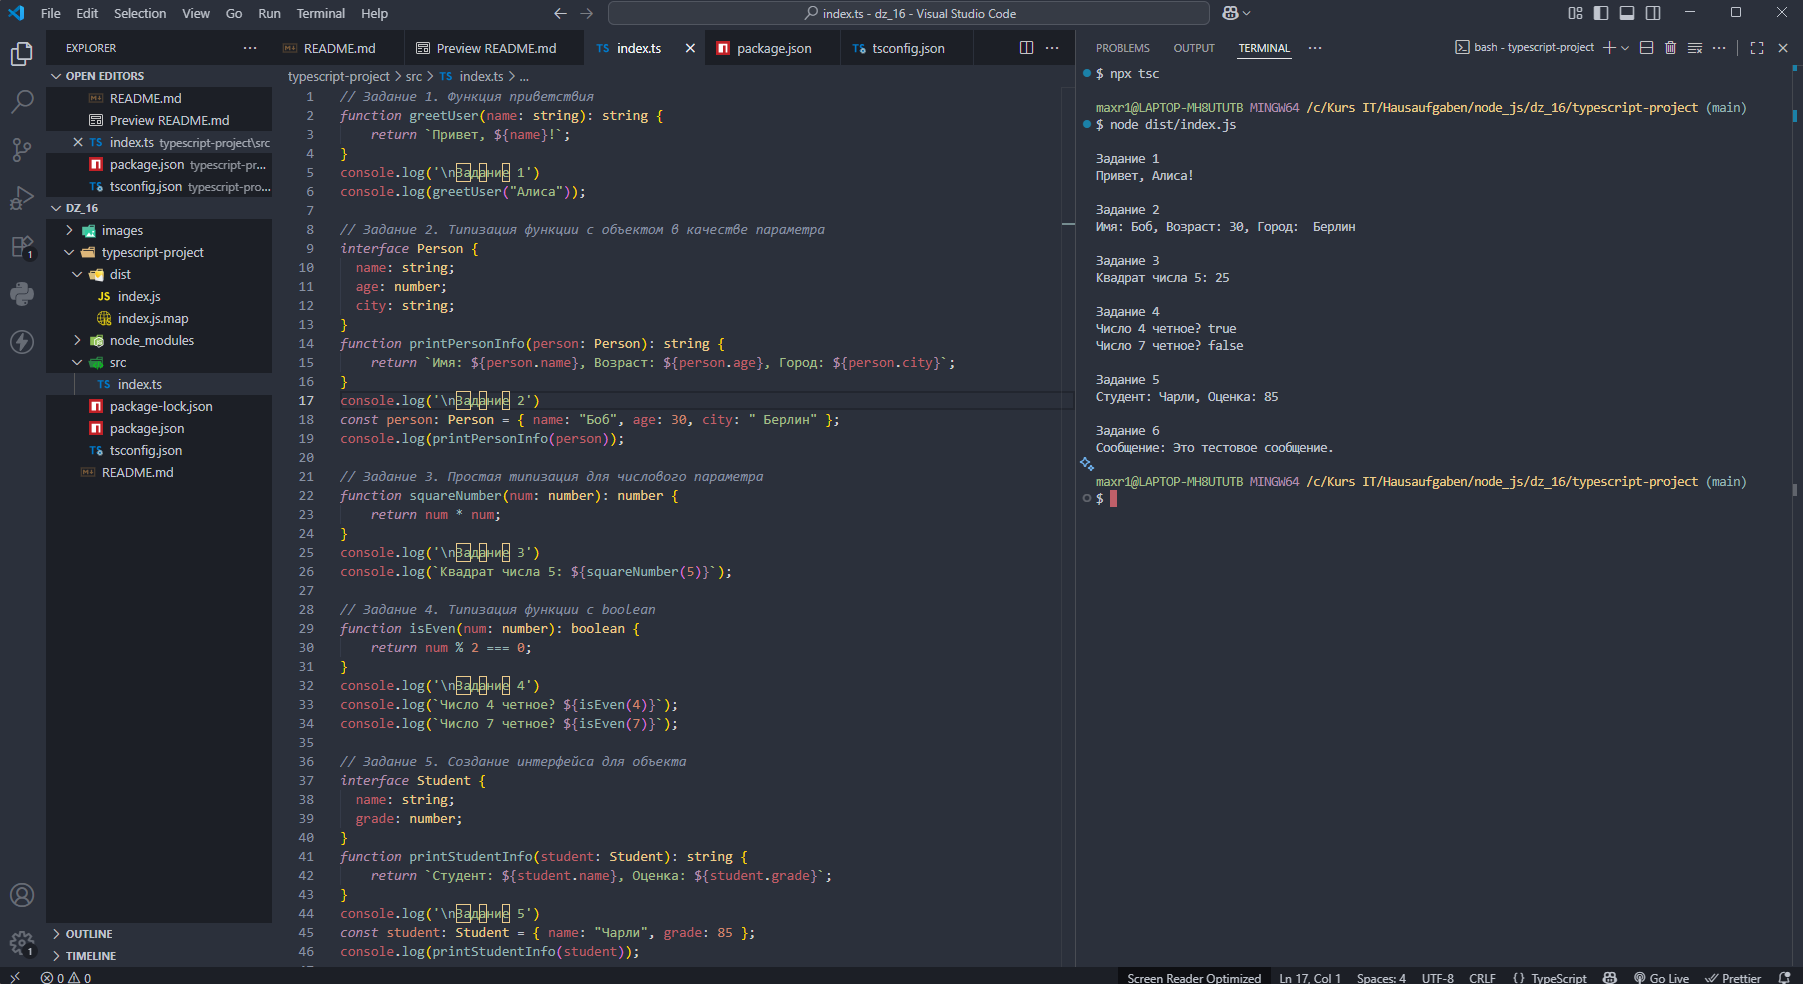 File Edit Selection View Go Run Terminal Help
index.ts - dz_16 - Visual Studio Code
EXPLORER
OPEN EDITORS
README.md
Preview README.md
index.ts typescript-project\src
package.json typescript-pr...
tsconfig.json typescript-pro...
DZ_16
images
typescript-project
dist
JS index.js
index.js.map
node_modules
src
TS index.ts
package-lock.json
package.json
tsconfig.json
README.md
OUTLINE
TIMELINE
README.md Preview README.md TS index.ts package.json tsconfig.json
typescript-project > src > TS index.ts > ...
1 // Задание 1. Функция приветствия
2 function greetUser(name: string): string {
3 return `Привет, ${name}!`;
4 }
5 console.log('\nЗадание 1')
6 console.log(greetUser("Алиса"));
7
8 // Задание 2. Типизация функции с объектом в качестве параметра
9 interface Person {
10 name: string;
11 age: number;
12 city: string;
13 }
14 function printPersonInfo(person: Person): string {
15 return `Имя: ${person.name}, Возраст: ${person.age}, Город: ${person.city}`;
16 }
17 console.log('\nЗадание 2')
18 const person: Person = { name: "Боб", age: 30, city: " Берлин" };
19 console.log(printPersonInfo(person));
20
21 // Задание 3. Простая типизация для числового параметра
22 function squareNumber(num: number): number {
23 return num * num;
24 }
25 console.log('\nЗадание 3')
26 console.log(`Квадрат числа 5: ${squareNumber(5)}`);
27
28 // Задание 4. Типизация функции с boolean
29 function isEven(num: number): boolean {
30 return num % 2 === 0;
31 }
32 console.log('\nЗадание 4')
33 console.log(`Число 4 четное? ${isEven(4)}`);
34 console.log(`Число 7 четное? ${isEven(7)}`);
35
36 // Задание 5. Создание интерфейса для объекта
37 interface Student {
38 name: string;
39 grade: number;
40 }
41 function printStudentInfo(student: Student): string {
42 return `Студент: ${student.name}, Оценка: ${student.grade}`;
43 }
44 console.log('\nЗадание 5')
45 const student: Student = { name: "Чарли", grade: 85 };
46 console.log(printStudentInfo(student));
PROBLEMS OUTPUT TERMINAL bash - typescript-project
$ npx tsc
maxr1@LAPTOP-MH8UTUTB MINGW64 /c/Kurs IT/Hausaufgaben/node_js/dz_16/typescript-project (main)
$ node dist/index.js
Задание 1
Привет, Алиса!
Задание 2
Имя: Боб, Возраст: 30, Город:  Берлин
Задание 3
Квадрат числа 5: 25
Задание 4
Число 4 четное? true
Число 7 четное? false
Задание 5
Студент: Чарли, Оценка: 85
Задание 6
Сообщение: Это тестовое сообщение.
maxr1@LAPTOP-MH8UTUTB MINGW64 /c/Kurs IT/Hausaufgaben/node_js/dz_16/typescript-project (main)
$
0 0 Screen Reader Optimized Ln 17, Col 1 Spaces: 4 UTF-8 CRLF {} TypeScript Go Live Prettier